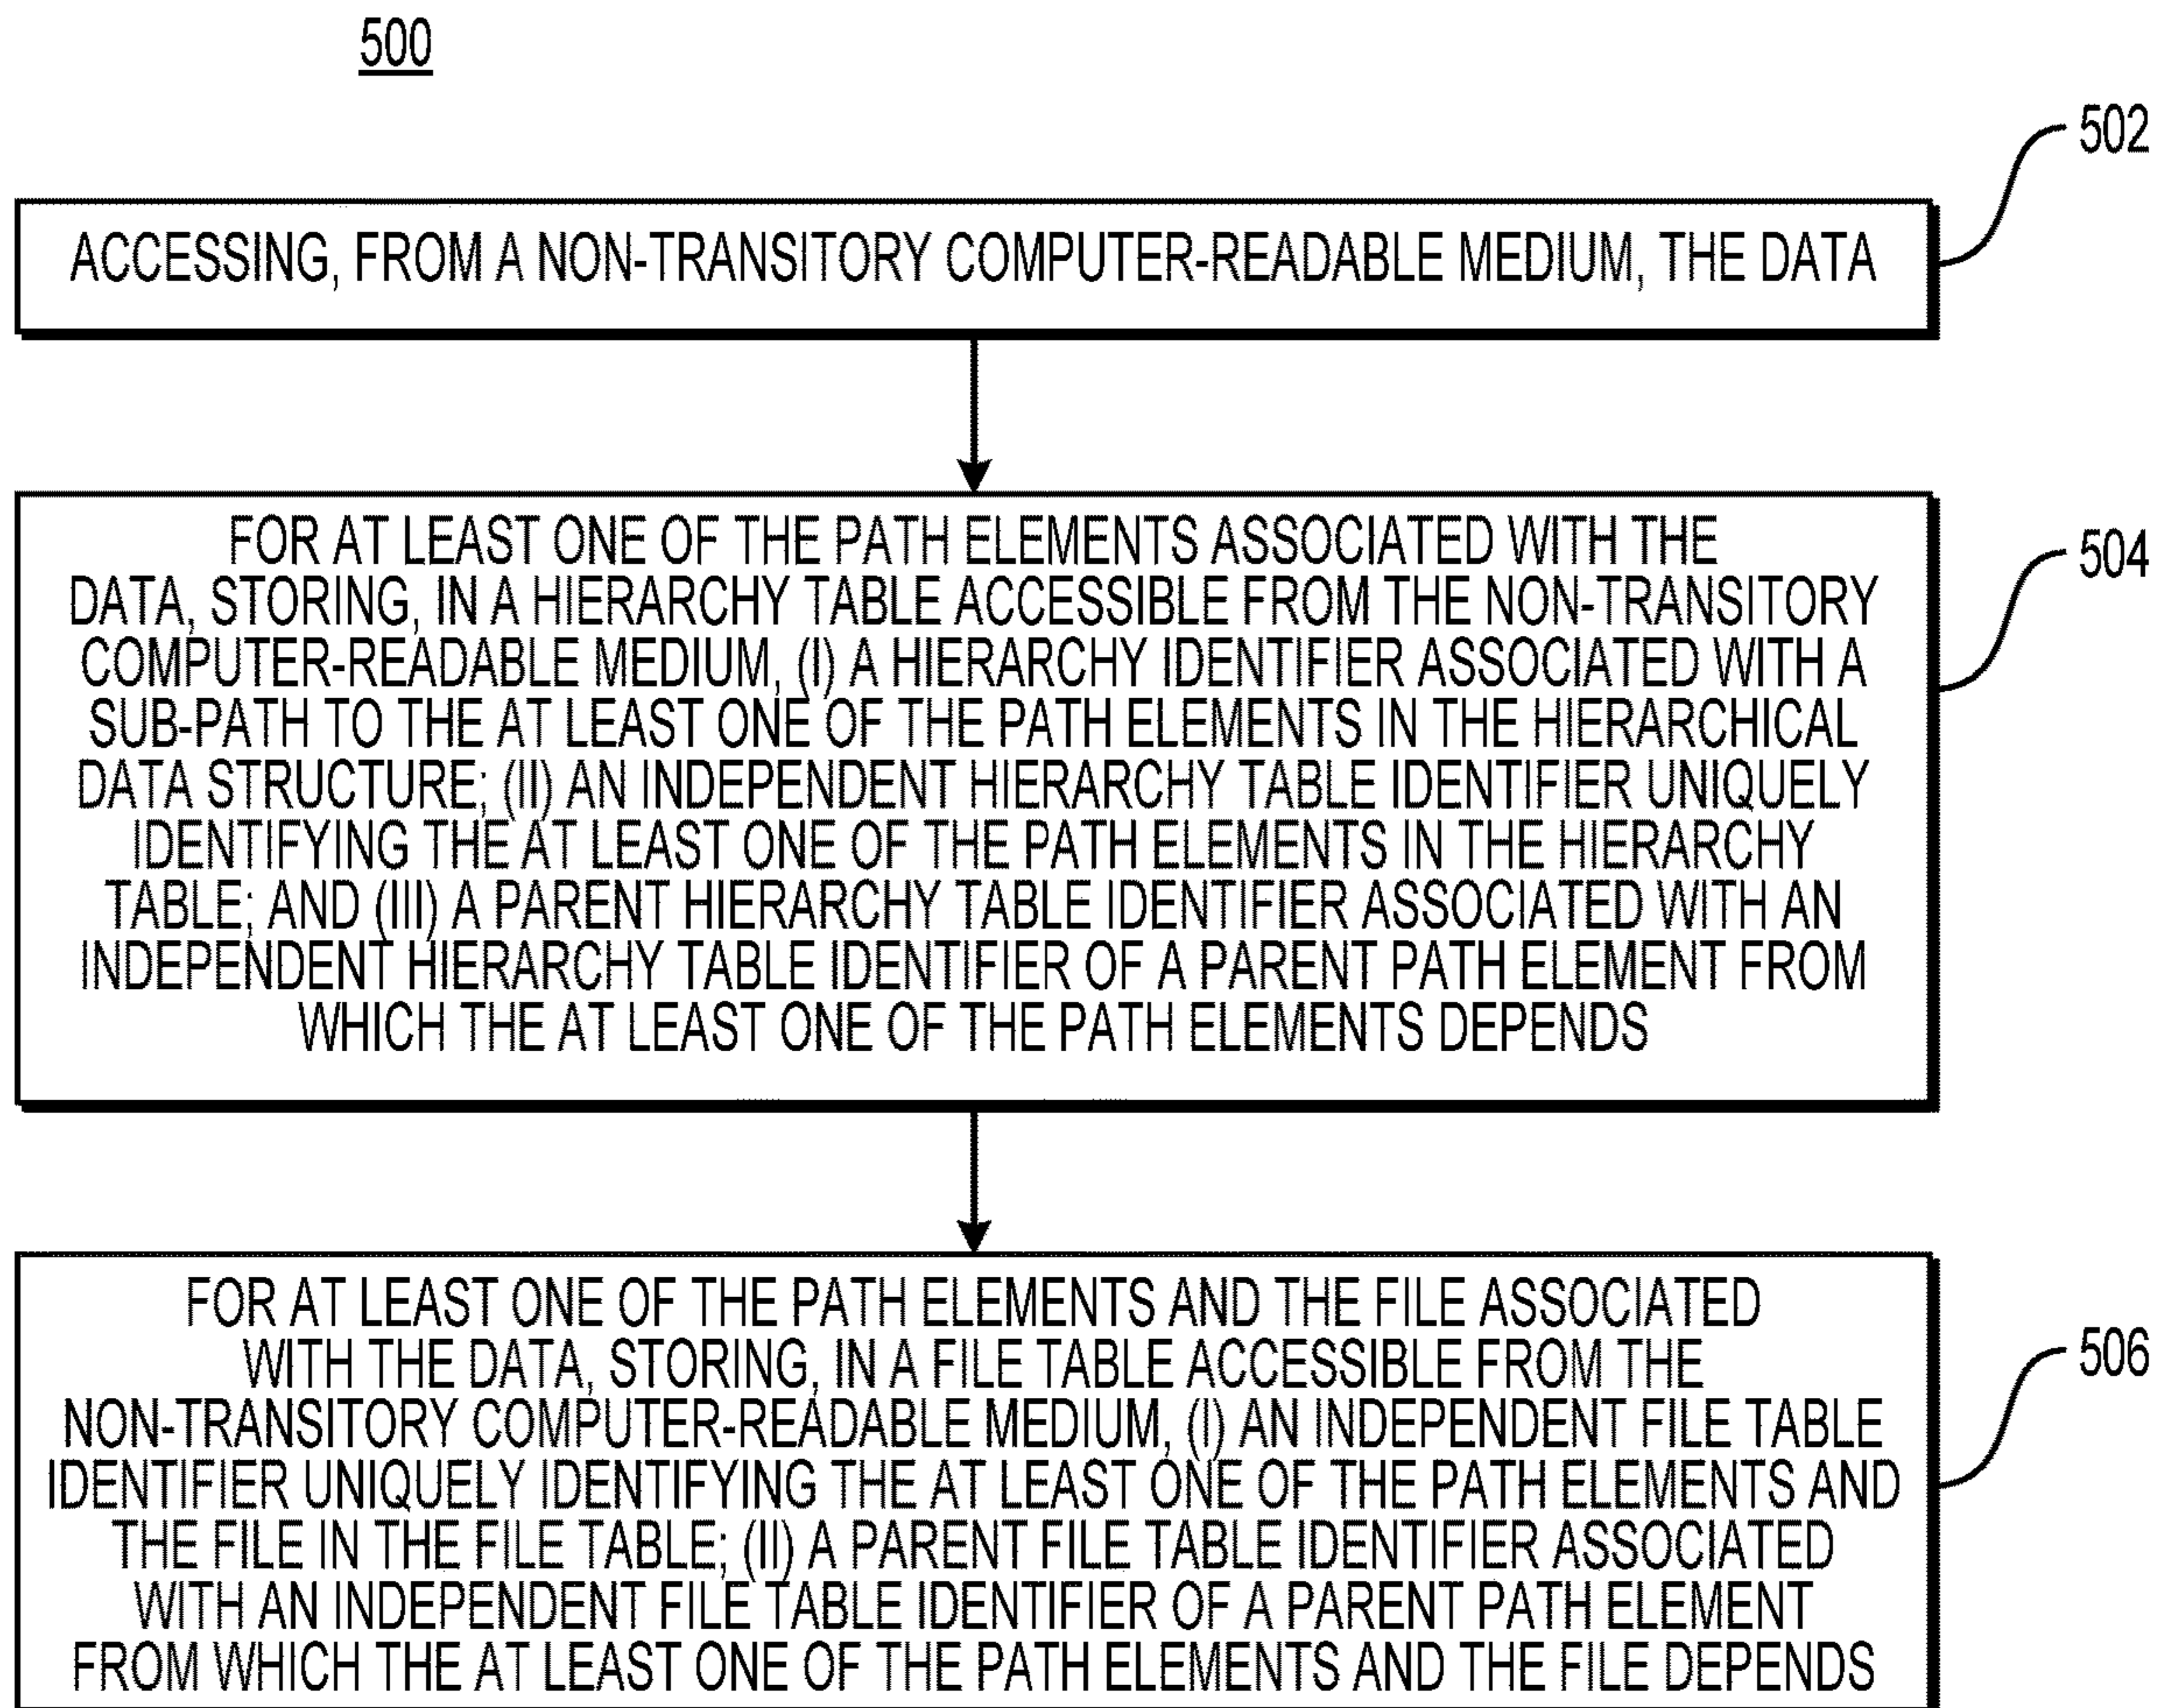 500
502
ACCESSING, FROM A NON-TRANSITORY COMPUTER-READABLE MEDIUM, THE DATA
504
FOR AT LEAST ONE OF THE PATH ELEMENTS ASSOCIATED WITH THE
DATA, STORING, IN A HIERARCHY TABLE ACCESSIBLE FROM THE NON-TRANSITORY
COMPUTER-READABLE MEDIUM, (I) A HIERARCHY IDENTIFIER ASSOCIATED WITH A
SUB-PATH TO THE AT LEAST ONE OF THE PATH ELEMENTS IN THE HIERARCHICAL
DATA STRUCTURE; (II) AN INDEPENDENT HIERARCHY TABLE IDENTIFIER UNIQUELY
IDENTIFYING THE AT LEAST ONE OF THE PATH ELEMENTS IN THE HIERARCHY
TABLE; AND (III) A PARENT HIERARCHY TABLE IDENTIFIER ASSOCIATED WITH AN
INDEPENDENT HIERARCHY TABLE IDENTIFIER OF A PARENT PATH ELEMENT FROM
WHICH THE AT LEAST ONE OF THE PATH ELEMENTS DEPENDS
506
FOR AT LEAST ONE OF THE PATH ELEMENTS AND THE FILE ASSOCIATED
WITH THE DATA, STORING, IN A FILE TABLE ACCESSIBLE FROM THE
NON-TRANSITORY COMPUTER-READABLE MEDIUM, (I) AN INDEPENDENT FILE TABLE
IDENTIFIER UNIQUELY IDENTIFYING THE AT LEAST ONE OF THE PATH ELEMENTS AND
THE FILE IN THE FILE TABLE; (II) A PARENT FILE TABLE IDENTIFIER ASSOCIATED
WITH AN INDEPENDENT FILE TABLE IDENTIFIER OF A PARENT PATH ELEMENT
FROM WHICH THE AT LEAST ONE OF THE PATH ELEMENTS AND THE FILE DEPENDS